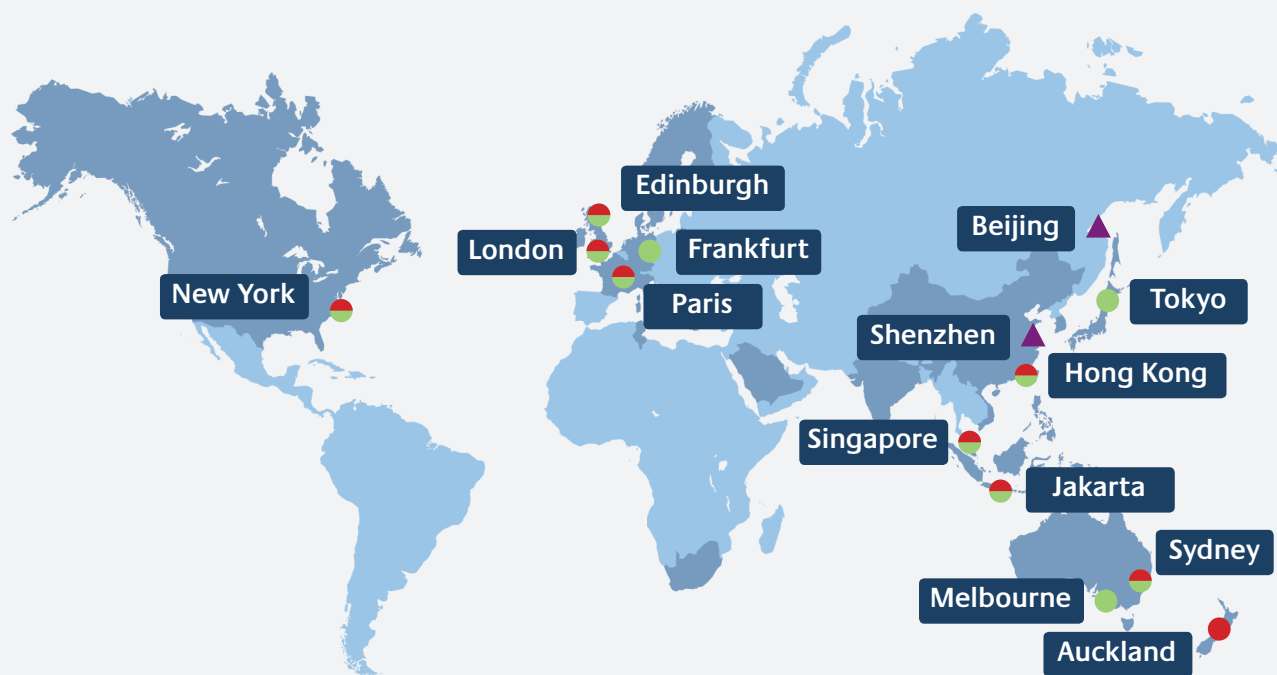 Edinburgh
Beijing
London
Frankfurt
New York
Paris
Tokyo
Shenzhen
Hong Kong
Singapore
Jakarta
Sydney
Melbourne
Auckland